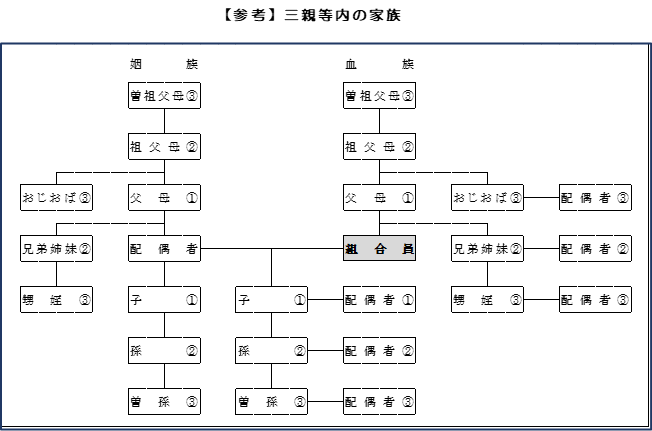 【参考】三親等内の家族
姻族 血族
曽祖父母③ 曽祖父母③
祖父母② 祖父母②
おじおば③ 父母① 父母① おじおば③ 配偶者③
兄弟姉妹② 配偶者 組合員 兄弟姉妹② 配偶者②
甥姪③ 子① 子① 配偶者① 甥姪③ 配偶者③
孫② 孫② 配偶者②
曽孫③ 曽孫③ 配偶者③